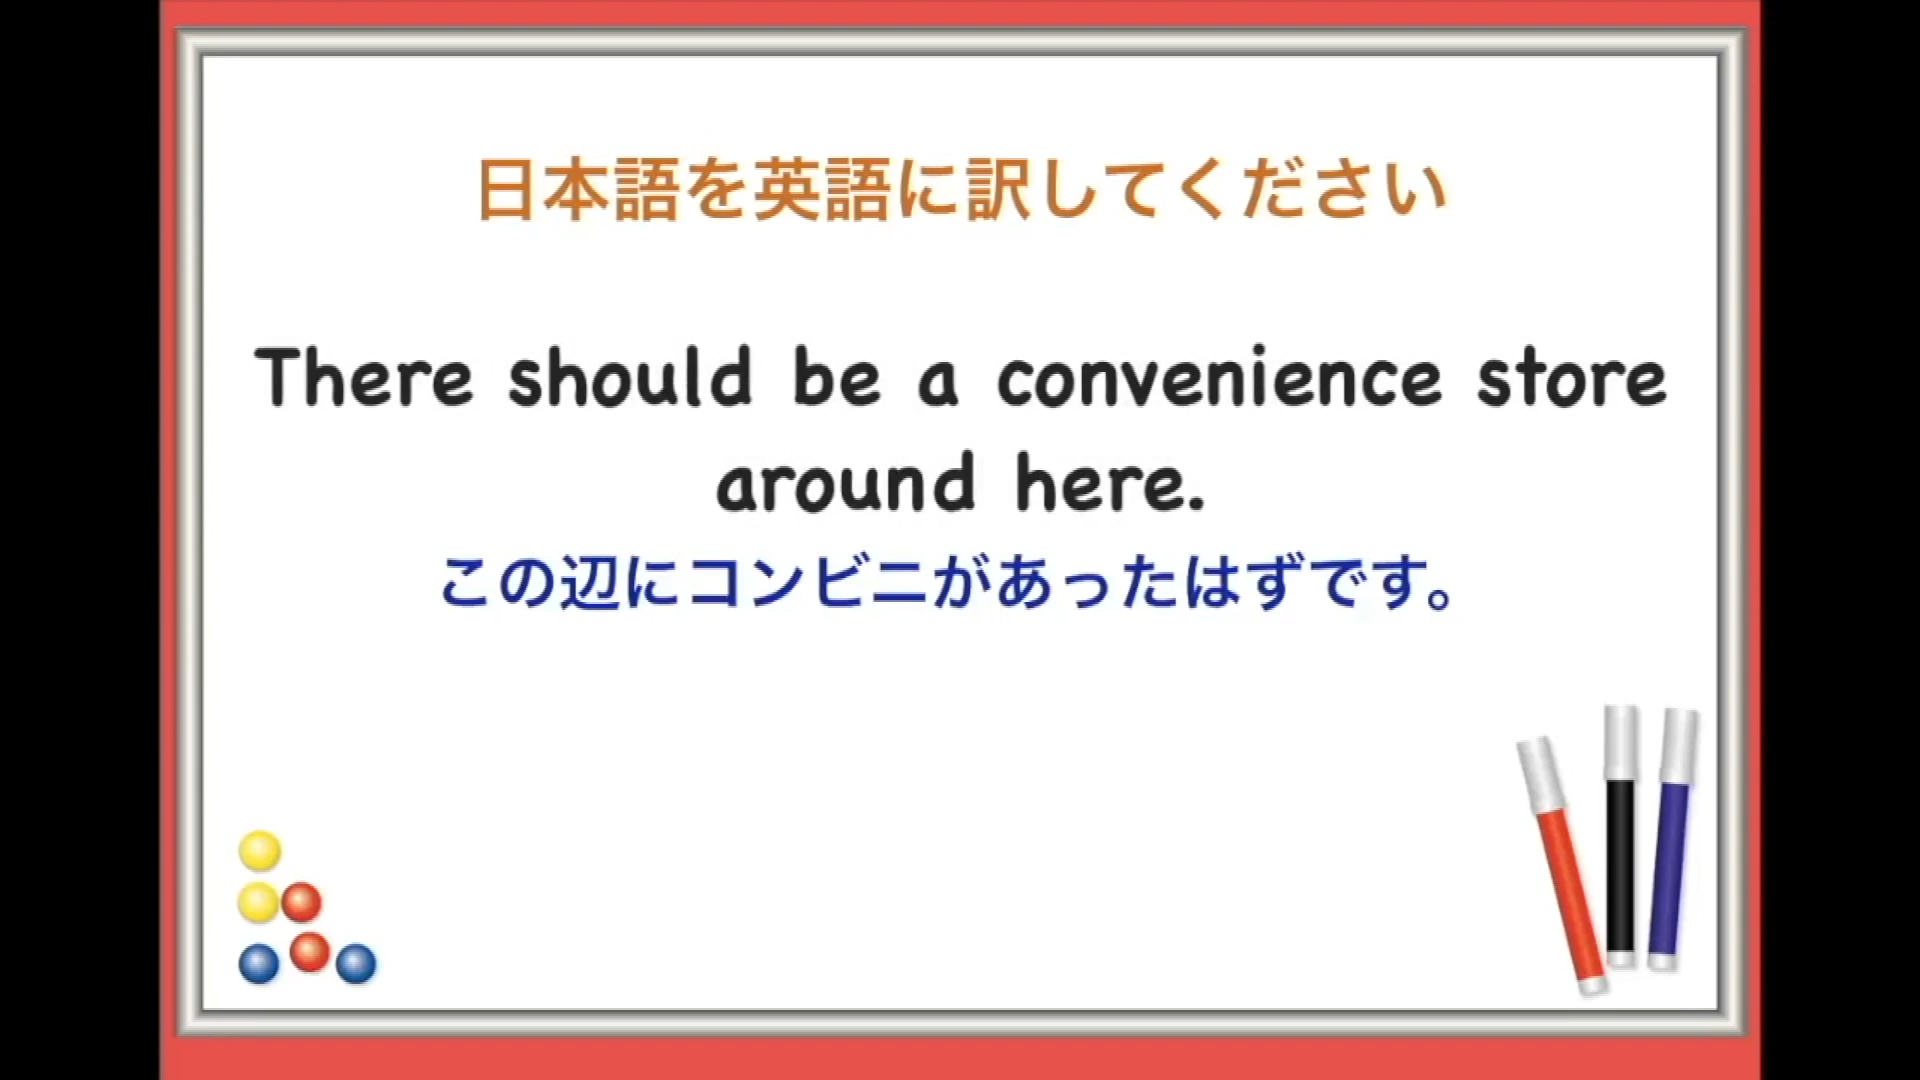 日本語を英語に訳してください
There should be a convenience store
around here.
この辺にコンビニがあったはずです。